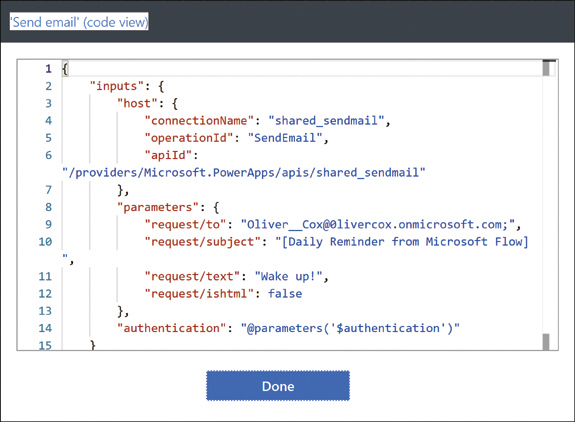 'Send email' (code view)
1 {
2 "inputs": {
3 "host": {
4 "connectionName": "shared_sendmail",
5 "operationId": "SendEmail",
6 "apiId":
"/providers/Microsoft.PowerApps/apis/shared_sendmail"
7 },
8 "parameters": {
9 "request/to": "Oliver__Cox@0livercox.onmicrosoft.com;",
10 "request/subject": "[Daily Reminder from Microsoft Flow]
",
11 "request/text": "Wake up!",
12 "request/ishtml": false
13 },
14 "authentication": "@parameters('$authentication')"
15 }
Done